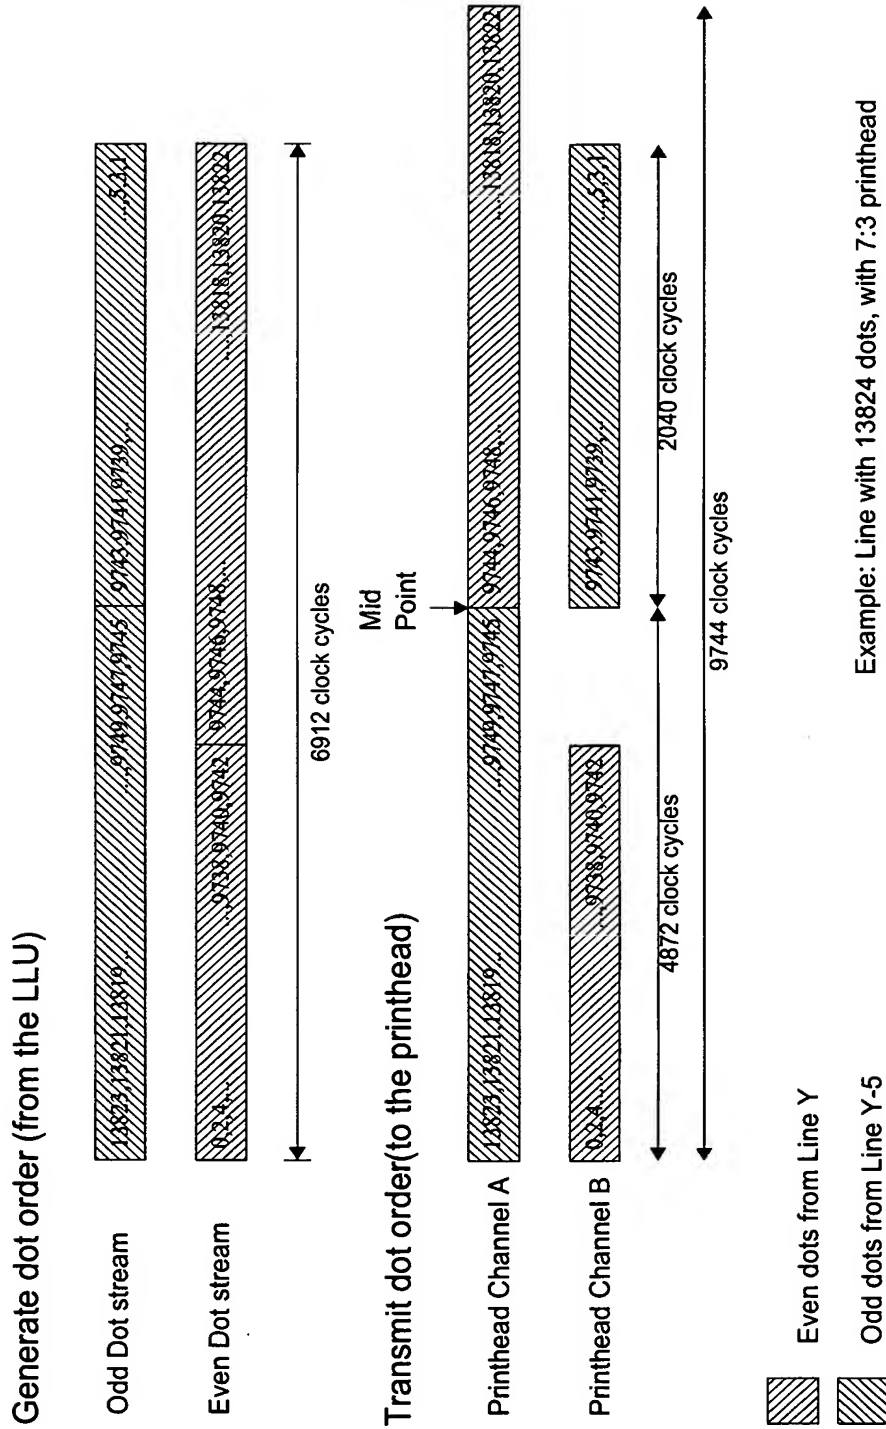 Generate dot order (from the LLU)
Odd Dot stream
13823,13821,13819...
...,9749,9747,9745
9743,9741,9739,...
...,5,3,1
Even Dot stream
0,2,4,...
...,9738,9740,9742
9744,9746,9748,...
....,13818,13820,13822
6912 clock cycles
Transmit dot order(to the printhead)
Mid
Point
Printhead Channel A
13823,13821,13819...
...,9749,9747,9745
9744,9746,9748,...
....,13818,13820,13822
Printhead Channel B
0,2,4,...
...,9738,9740,9742
9743,9741,9739,...
...,5,3,1
4872 clock cycles
2040 clock cycles
9744 clock cycles
Even dots from Line Y
Odd dots from Line Y-5
Example: Line with 13824 dots, with 7:3 printhead